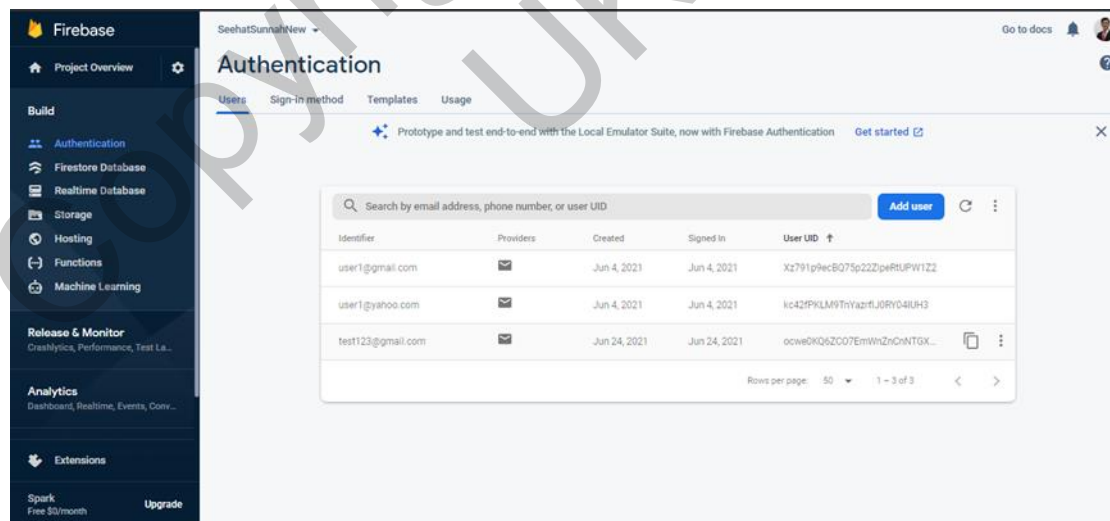 Firebase
SeehatSunnahNew
Go to docs
Project Overview
Authentication
Users Sign-in method Templates Usage
Build
Prototype and test end-to-end with the Local Emulator Suite, now with Firebase Authentication Get started
Authentication
Firestore Database
Realtime Database
Storage
Hosting
Functions
Machine Learning
Search by email address, phone number, or user UID Add user
Identifier Providers Created Signed In User UID
user1@gmail.com Jun 4, 2021 Jun 4, 2021
user1@yahoo.com Jun 4, 2021 Jun 4, 2021
test123@gmail.com Jun 24, 2021 Jun 24, 2021
Rows per page: 50 1 – 3 of 3
Release & Monitor
Crashlytics, Performance, Test La...
Analytics
Dashboard, Realtime, Events, Conv...
Extensions
Spark
Free $0/month
Upgrade